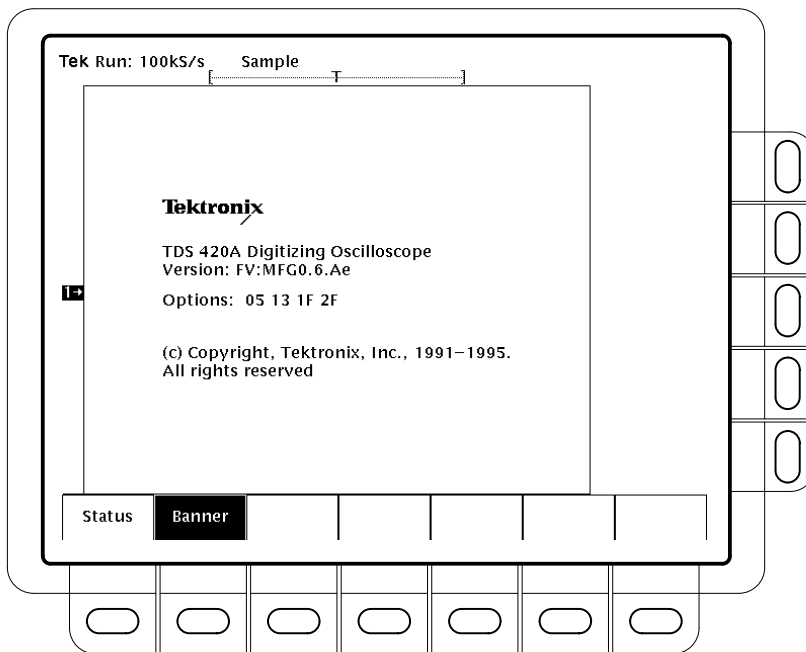 Tek Run: 100kS/s Sample
[ T ]
Tektronix
TDS 420A Digitizing Oscilloscope
Version: FV:MFG0.6.Ae
1→
Options: 05 13 1F 2F
(c) Copyright, Tektronix, Inc., 1991–1995.
All rights reserved
Status Banner